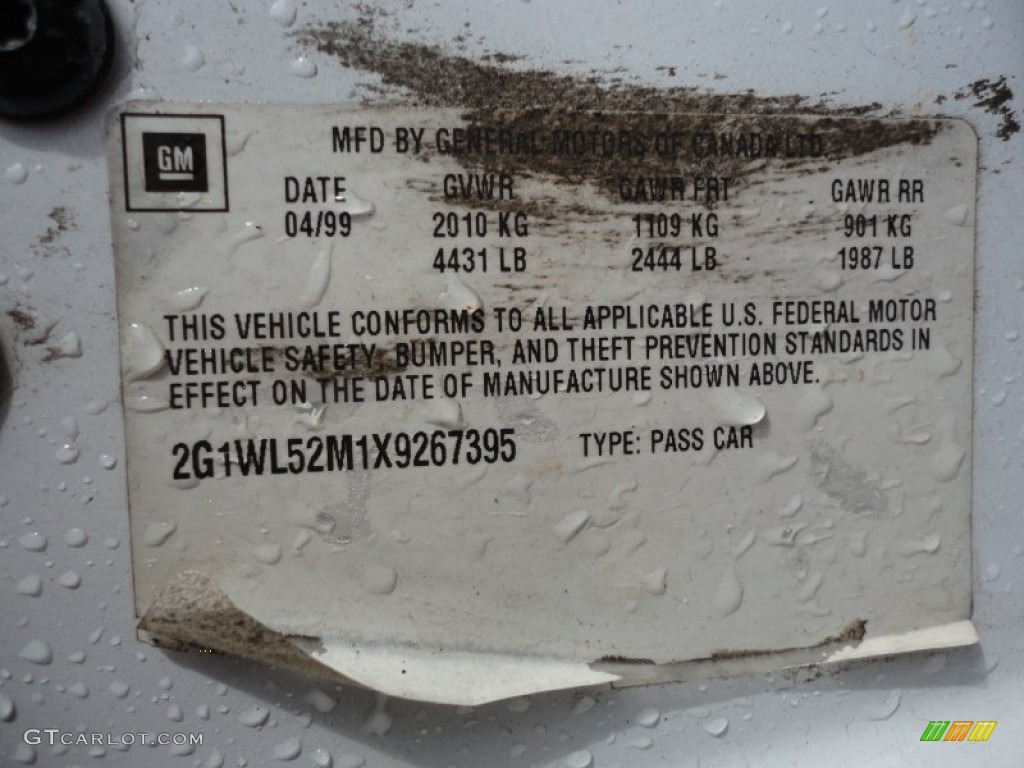 GM
MFD BY GENERAL MOTORS OF CANADA LTD.
DATE GVWR GAWR FRT GAWR RR
04/99 2010 KG 1109 KG 901 KG
4431 LB 2444 LB 1987 LB
THIS VEHICLE CONFORMS TO ALL APPLICABLE U.S. FEDERAL MOTOR
VEHICLE SAFETY, BUMPER, AND THEFT PREVENTION STANDARDS IN
EFFECT ON THE DATE OF MANUFACTURE SHOWN ABOVE.
2G1WL52M1X9267395 TYPE: PASS CAR
GTCARLOT.COM